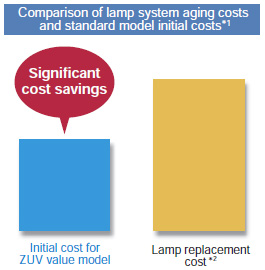 Comparison of lamp system aging costs
and standard model initial costs*1
Significant
cost savings
Initial cost for
ZUV value model
Lamp replacement
cost *2